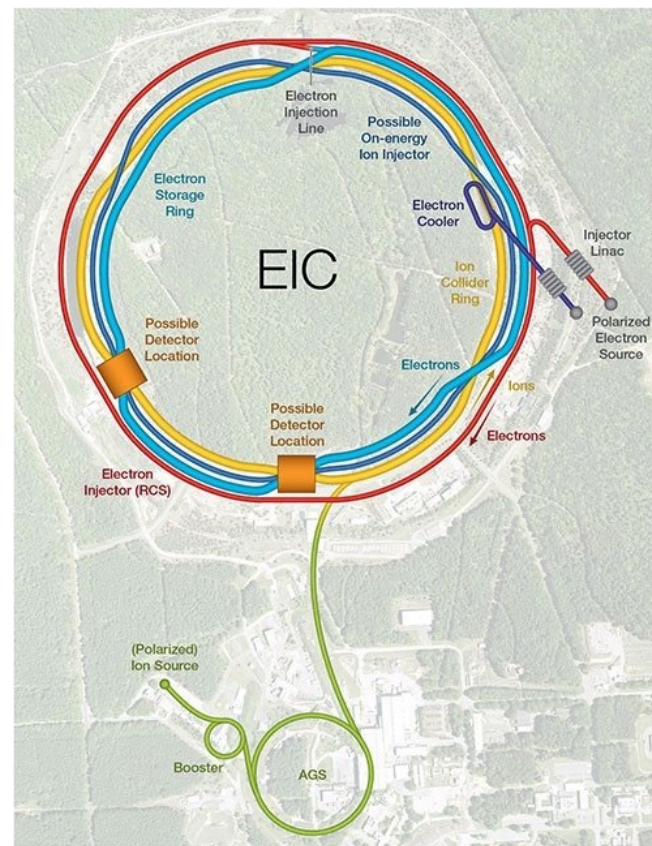 Electron
Injection
Line
Possible
On-energy
Ion Injector
Electron
Storage
Ring
Electron
Cooler
Injector
Linac
EIC
Ion
Collider
Ring
Polarized
Electron
Source
Possible
Detector
Location
Electrons
Ions
Possible
Detector
Location
Electrons
Electron
Injector (RCS)
(Polarized)
Ion Source
Booster
AGS